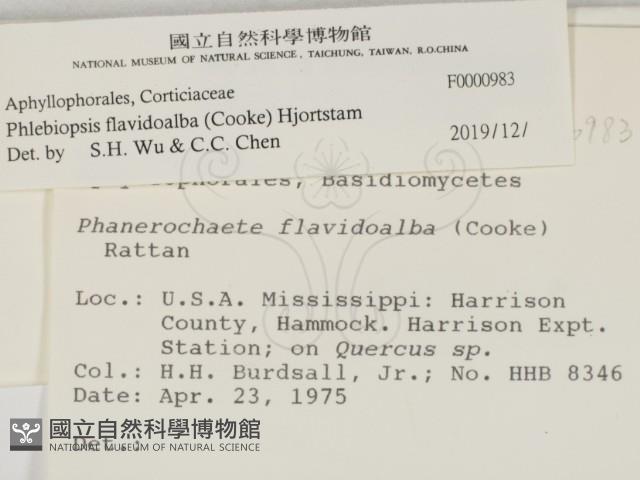 國立自然科學博物館
NATIONAL MUSEUM OF NATURAL SCIENCE, TAICHUNG, TAIWAN, R.O.CHINA
Aphyllophorales, Corticiaceae
F0000983
Phlebiopsis flavidoalba (Cooke) Hjortstam
Det. by S.H. Wu & C.C. Chen
2019/12/
983
Basidiomycetes
Phanerochaete flavidoalba (Cooke)
Rattan
Loc.: U.S.A. Mississippi: Harrison
County, Hammock. Harrison Expt.
Station; on Quercus sp.
Col.: H.H. Burdsall, Jr.; No. HHB 8346
Date: Apr. 23, 1975
Det.:
國立自然科學博物館
NATIONAL MUSEUM OF NATURAL SCIENCE